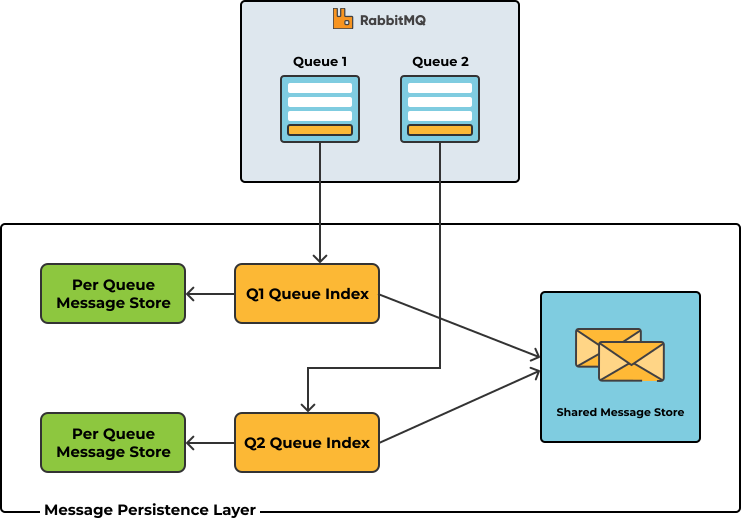 RabbitMQ
Queue 1
Queue 2
Per Queue
Message Store
Q1 Queue Index
Shared Message Store
Per Queue
Message Store
Q2 Queue Index
Message Persistence Layer